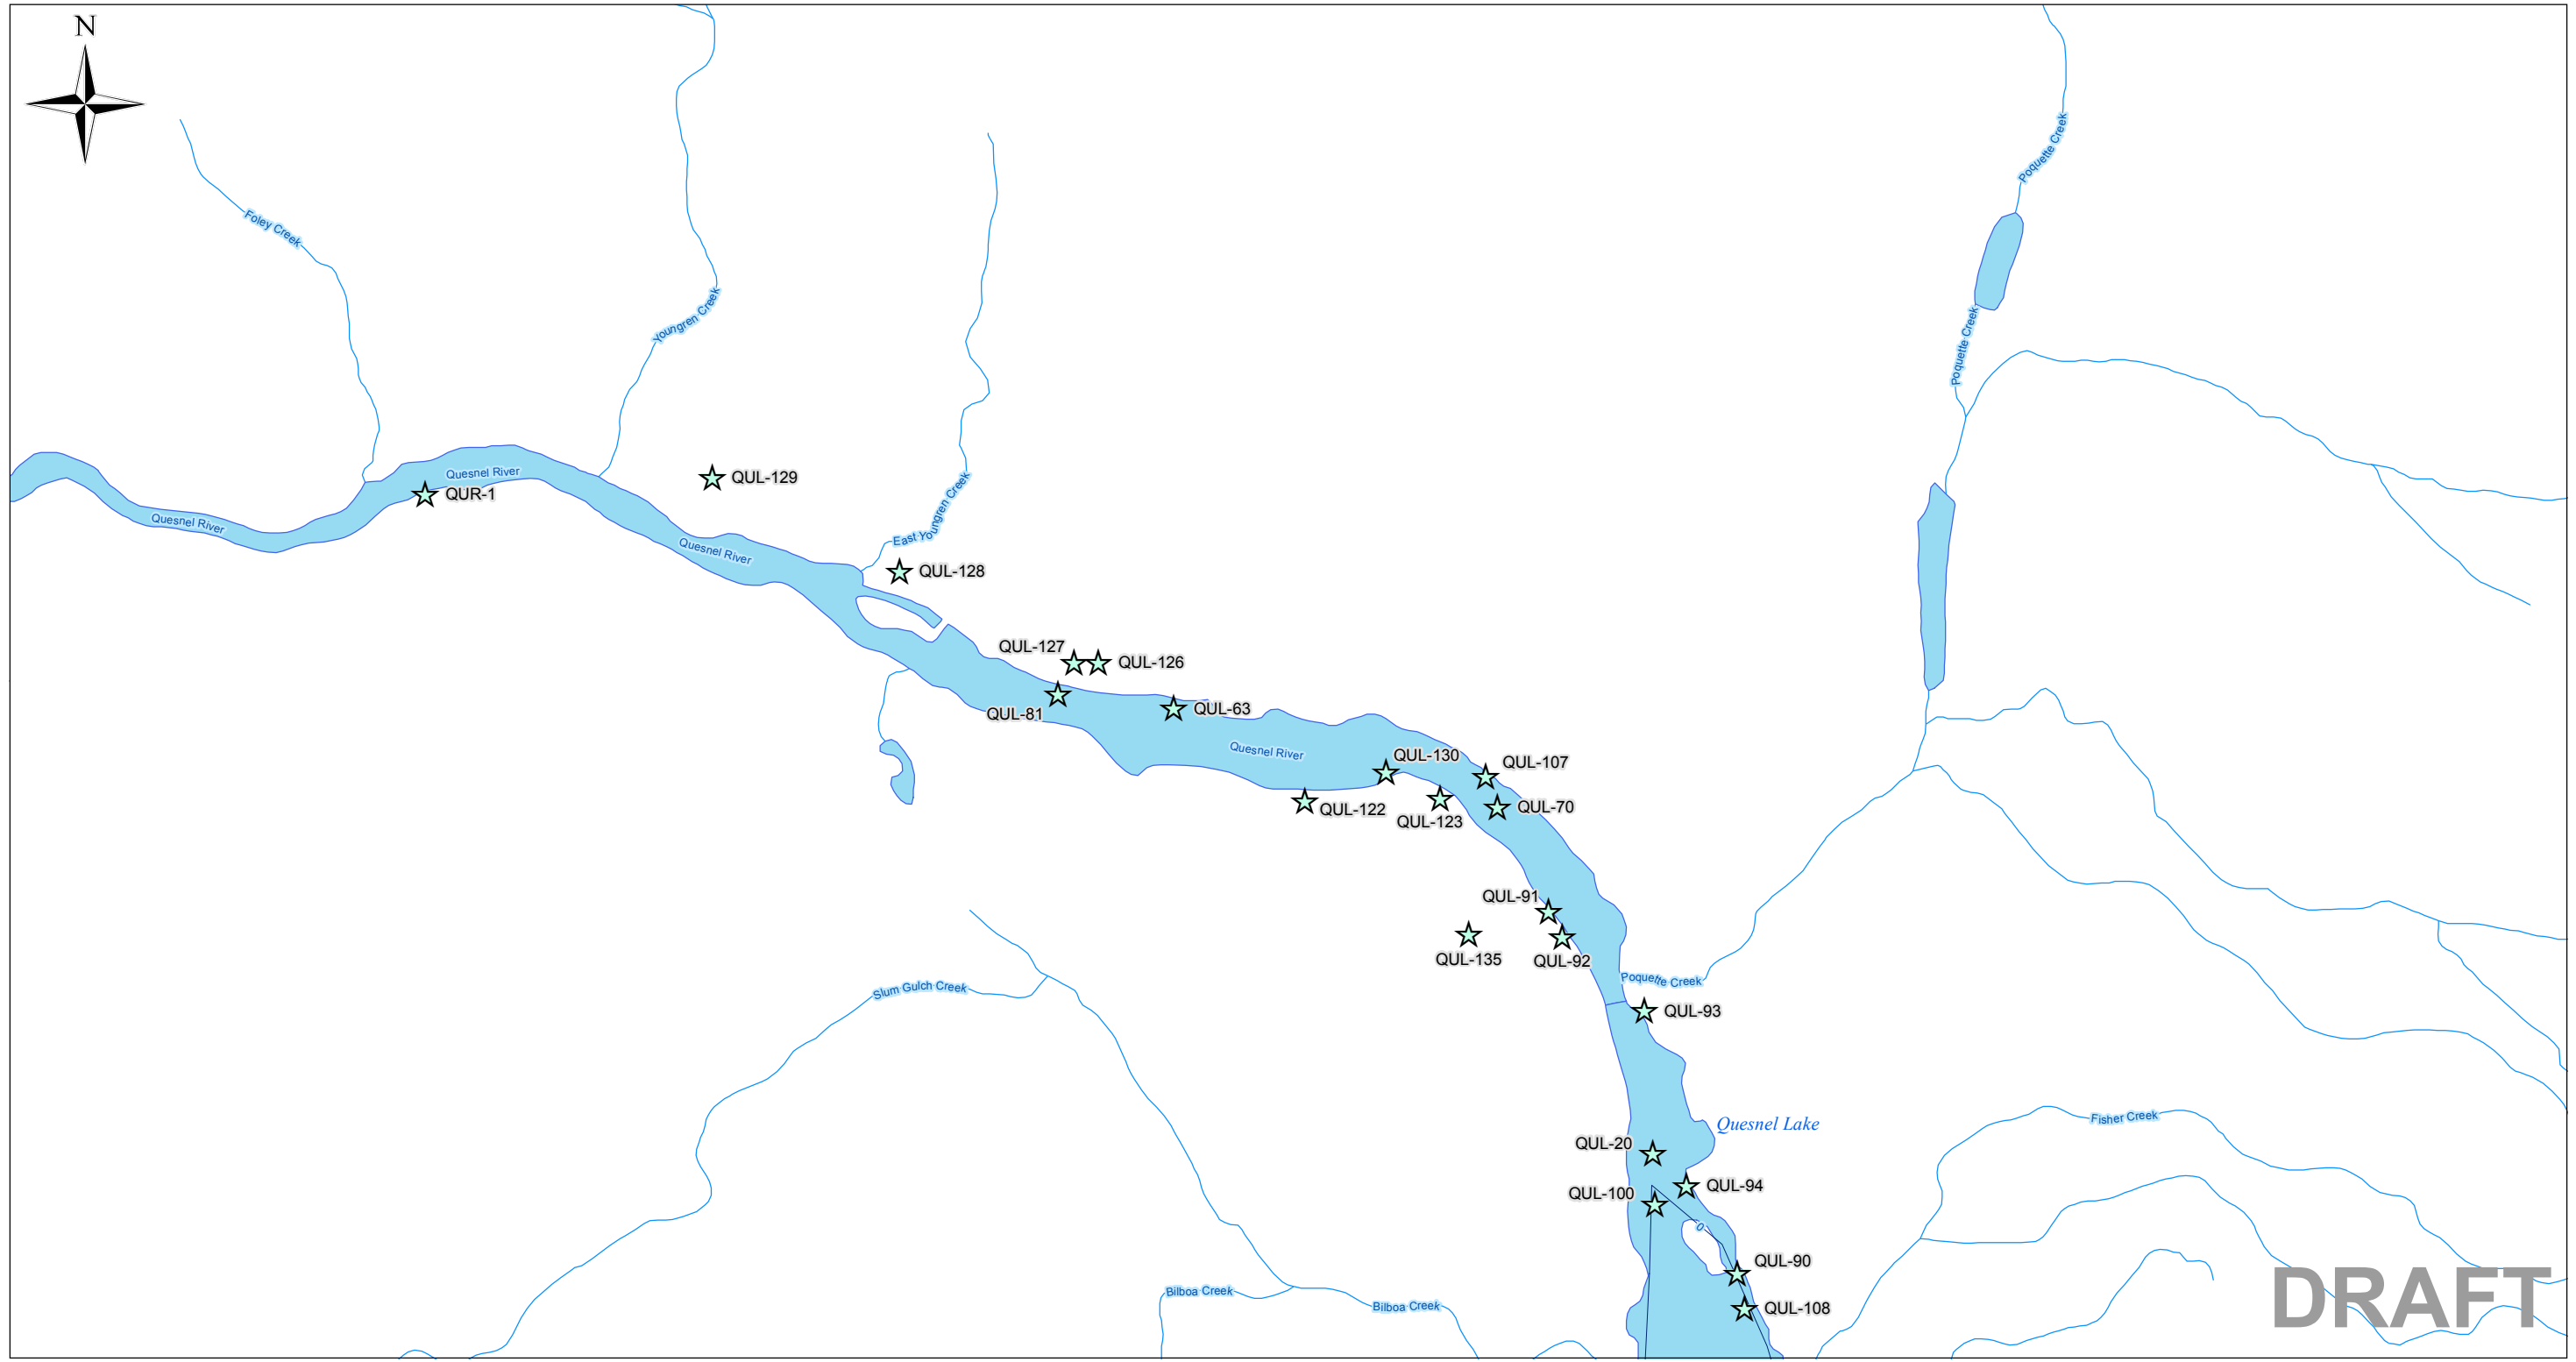 N
Poquette Creek
Foley Creek
Youngren Creek
Poquette Creek
Quesnel River
QUR-1
QUL-129
Quesnel River
Quesnel River
East Youngren Creek
QUL-128
QUL-127
QUL-126
QUL-81
QUL-63
Quesnel River
QUL-130
QUL-107
QUL-122
QUL-123
QUL-70
QUL-91
QUL-135
QUL-92
Poquette Creek
Slum Gulch Creek
QUL-93
Fisher Creek
Quesnel Lake
QUL-20
QUL-94
QUL-100
0
QUL-90
Bilboa Creek
Bilboa Creek
QUL-108
DRAFT